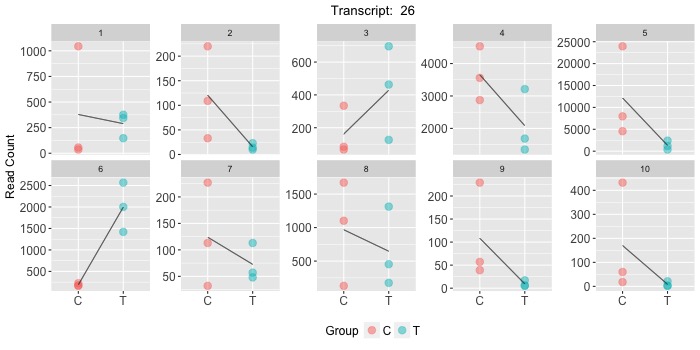 Transcript: 26
1 2 3 4 5
1000 750 500 250 0
200 150 100 50 0
600 400 200
4000 3000 2000
25000 20000 15000 10000 5000 0
Read Count
6 7 8 9 10
2500 2000 1500 1000 500
200 150 100 50
1500 1000 500
200 150 100 50 0
400 300 200 100 0
C T C T C T C T C T
Group C T